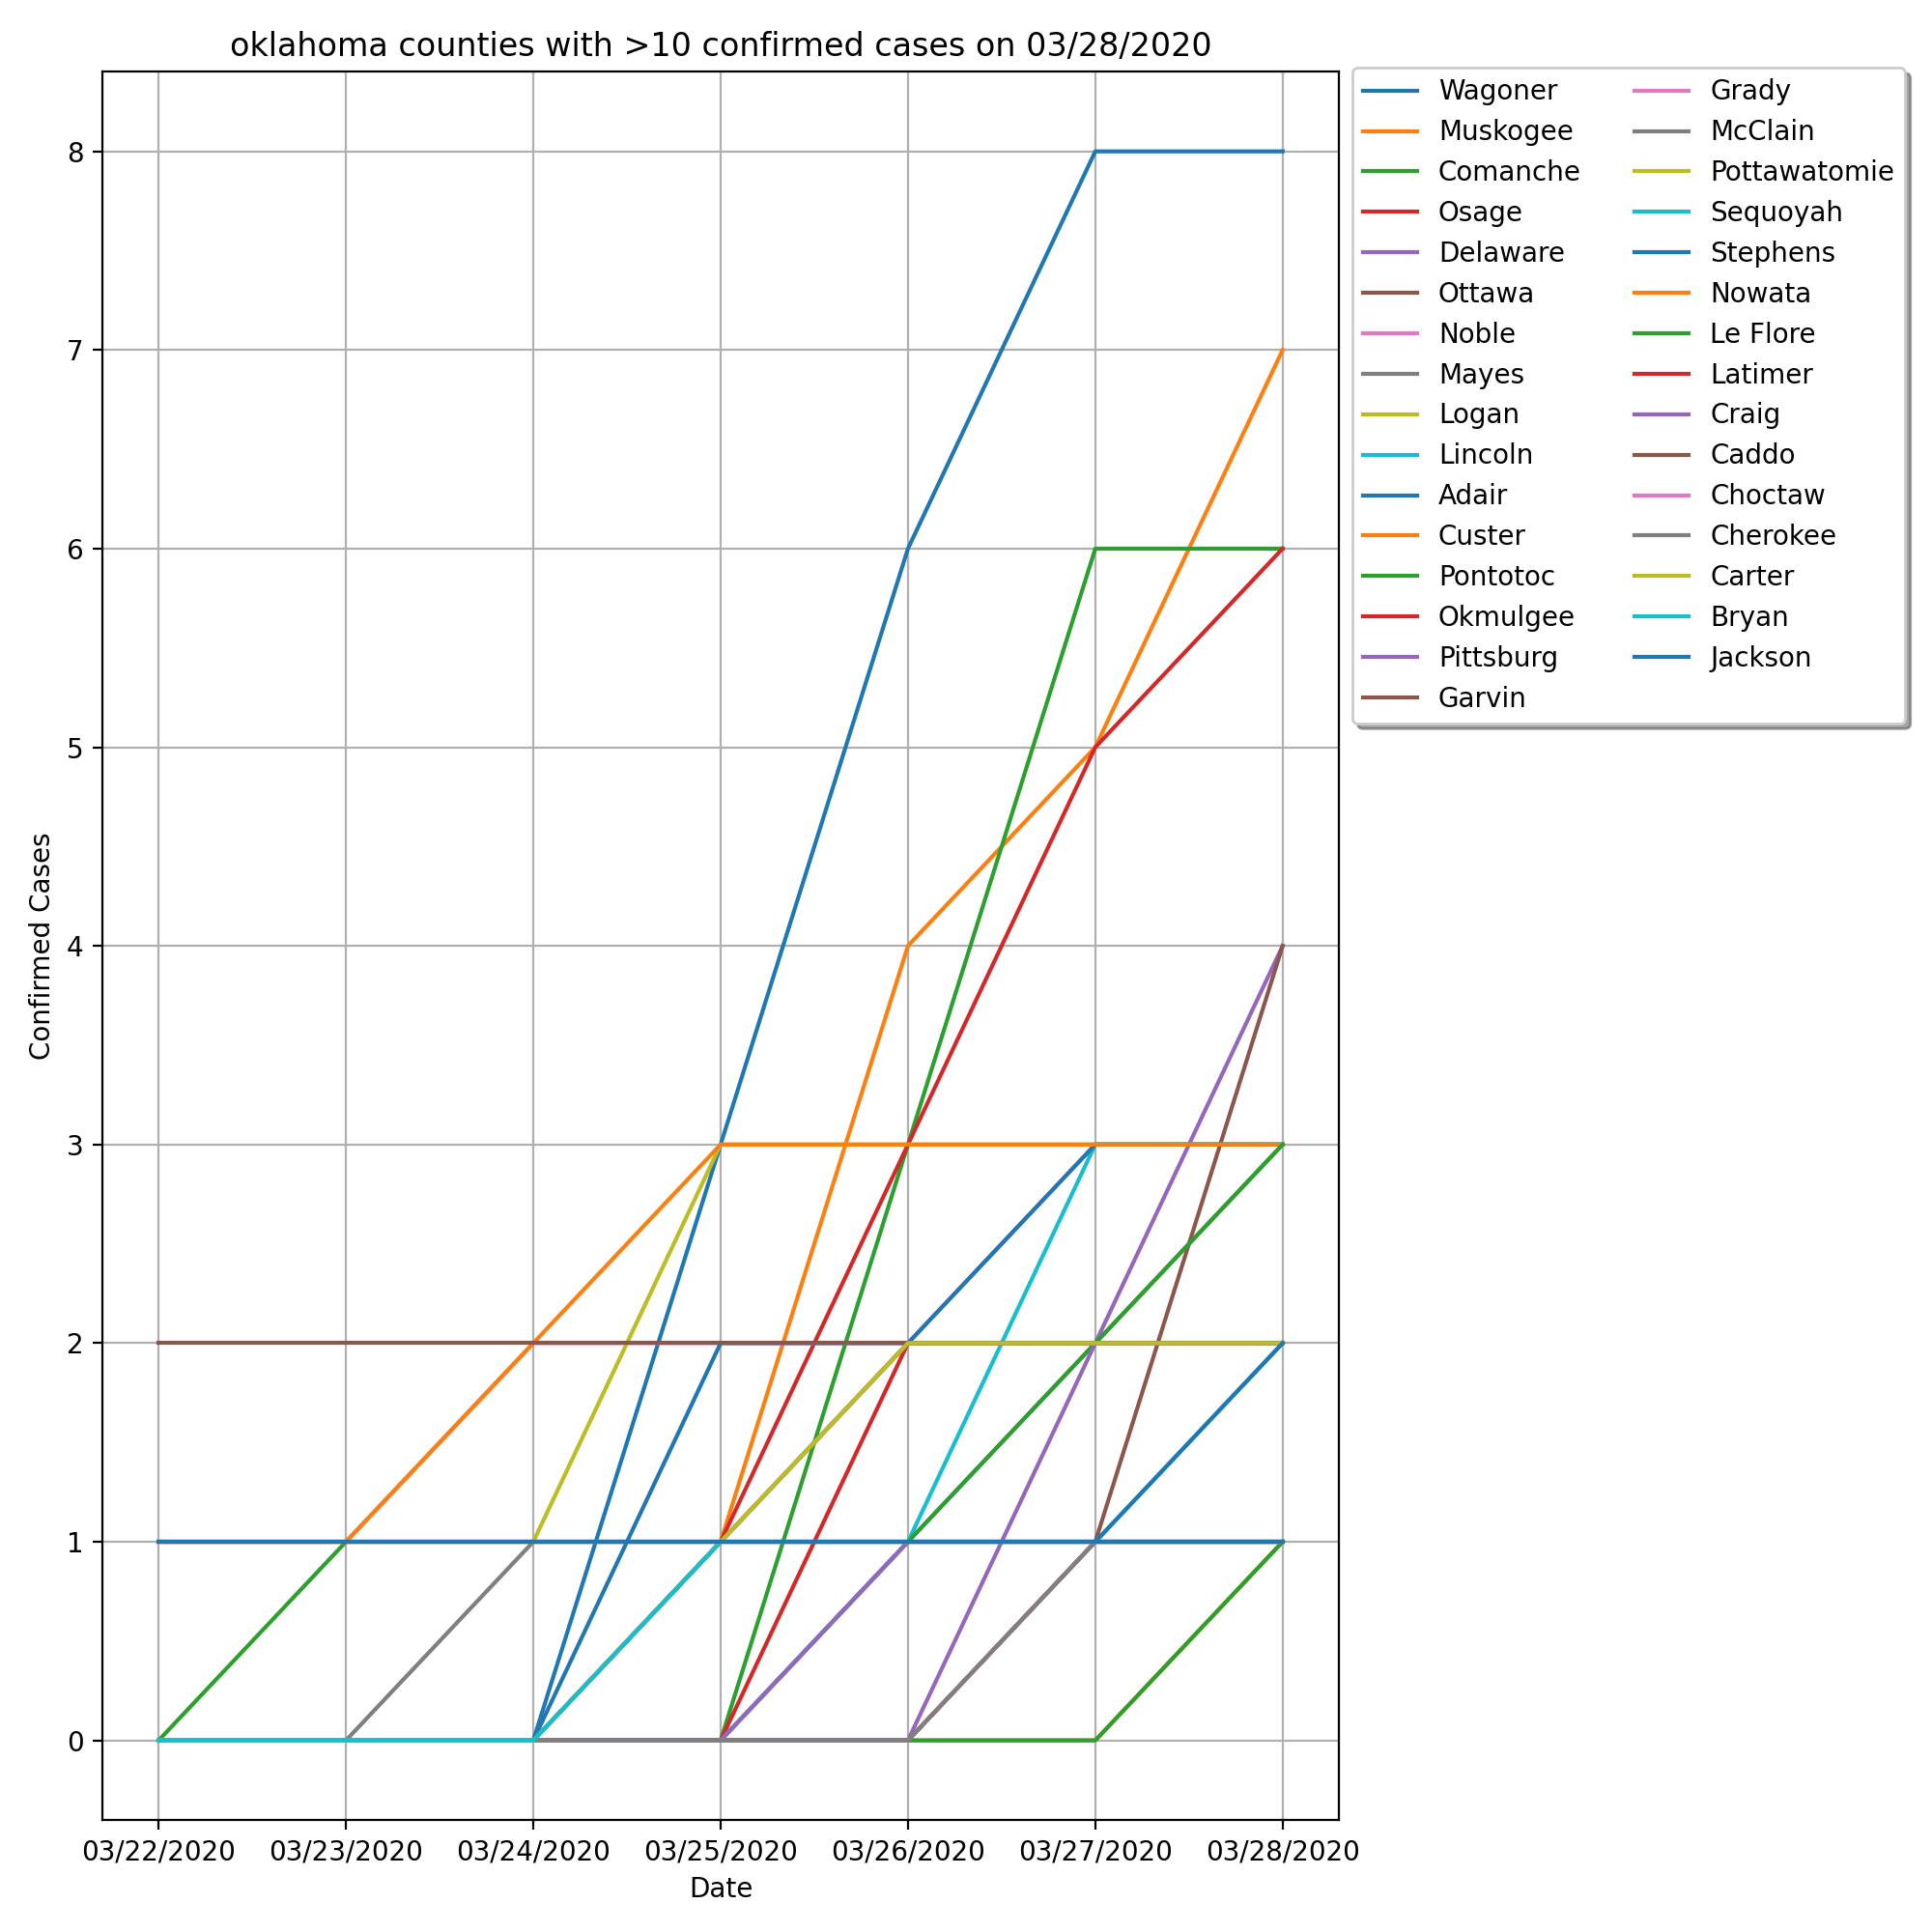 oklahoma counties with >10 confirmed cases on 03/28/2020
8
7
6
5
4
3
2
1
0
Confirmed Cases
03/22/2020 03/23/2020 03/24/2020 03/25/2020 03/26/2020 03/27/2020 03/28/2020
Date
Wagoner
Muskogee
Comanche
Osage
Delaware
Ottawa
Noble
Mayes
Logan
Lincoln
Adair
Custer
Pontotoc
Okmulgee
Pittsburg
Garvin
Grady
McClain
Pottawatomie
Sequoyah
Stephens
Nowata
Le Flore
Latimer
Craig
Caddo
Choctaw
Cherokee
Carter
Bryan
Jackson